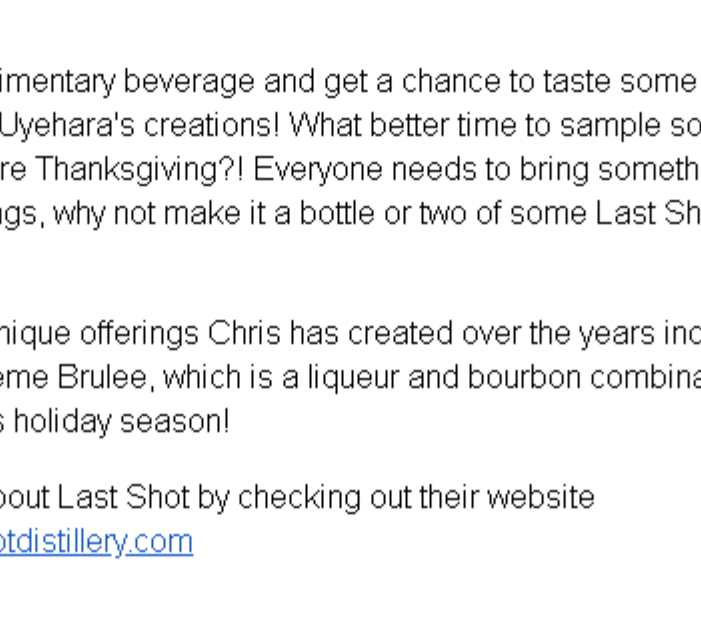 imentary beverage and get a chance to taste some
Uyehara's creations! What better time to sample so
re Thanksgiving?! Everyone needs to bring someth
ngs, why not make it a bottle or two of some Last Sh
nique offerings Chris has created over the years inc
eme Brulee, which is a liqueur and bourbon combina
s holiday season!
bout Last Shot by checking out their website
otdistillery.com